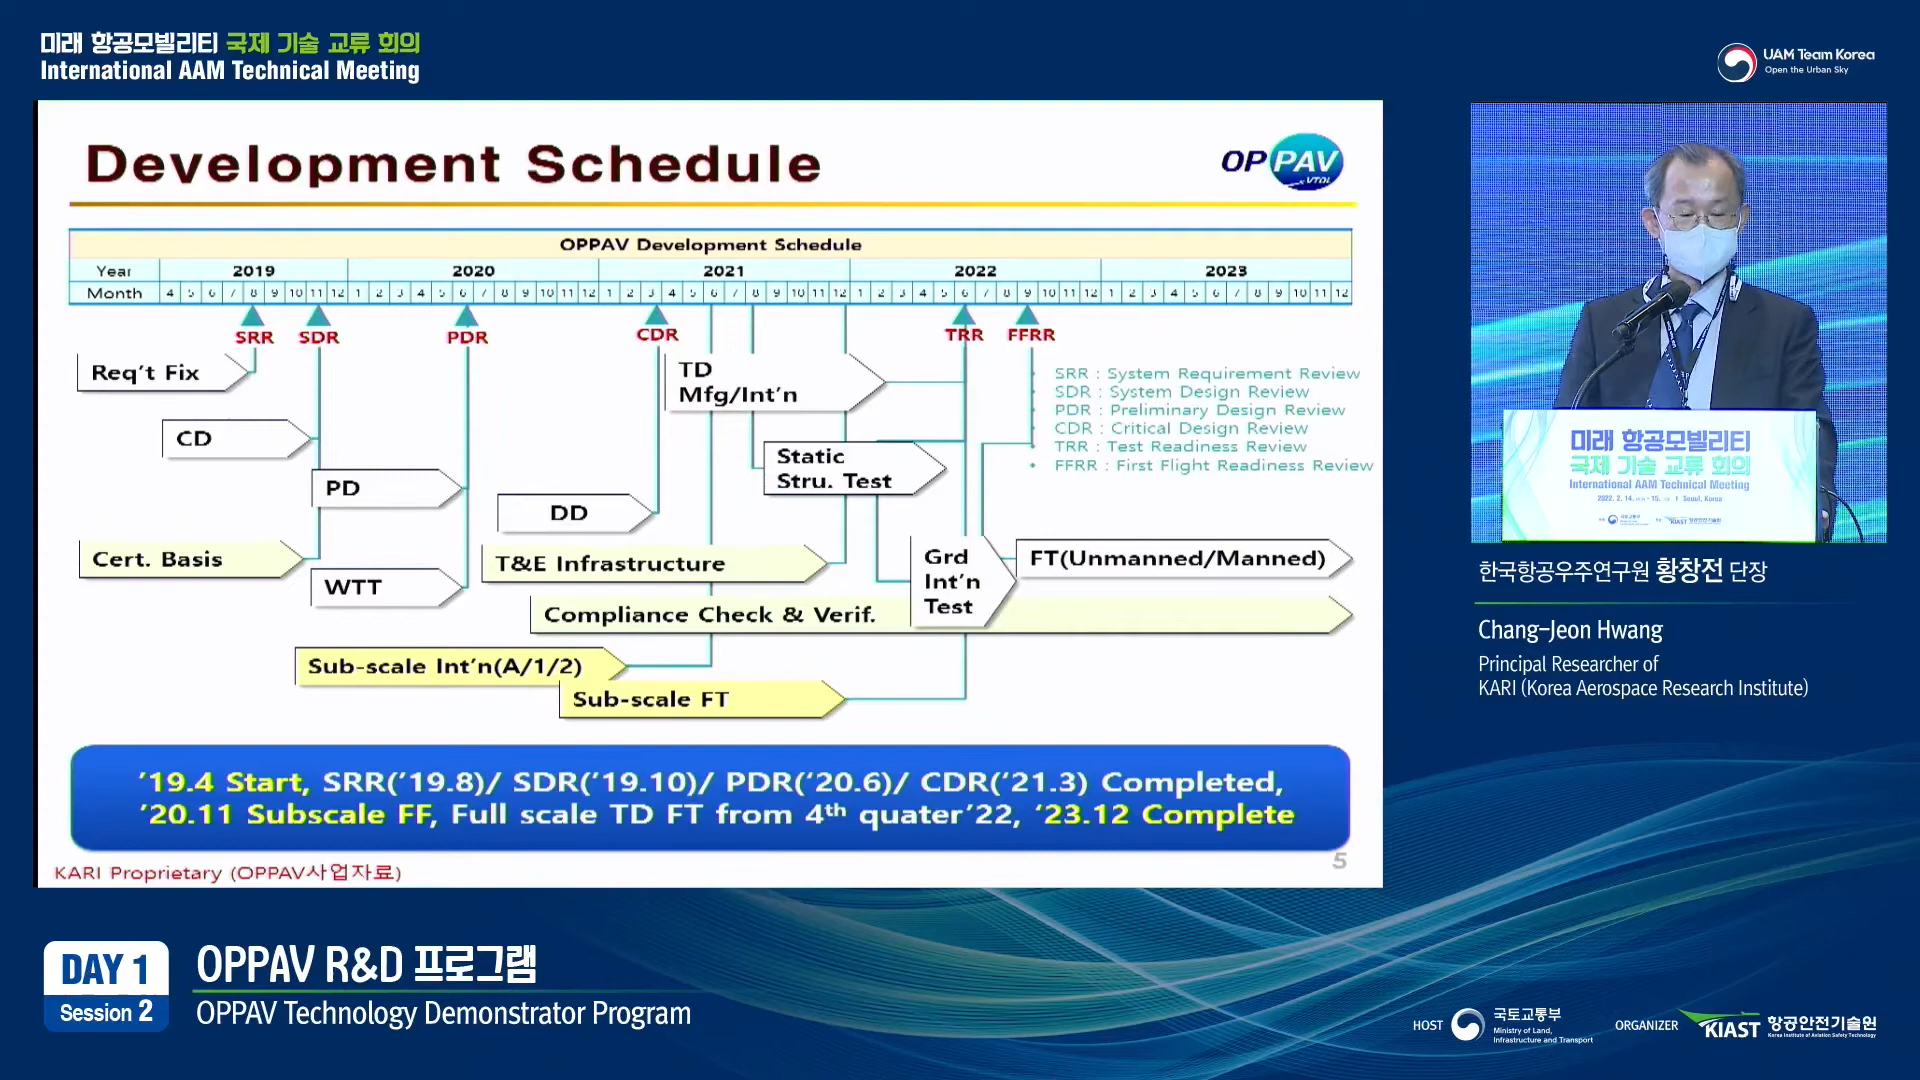 미래 항공모빌리티 국제 기술 교류 회의
International AAM Technical Meeting
UAM Team Korea
Open the Urban Sky
Development Schedule
OPPAV
VTOL
OPPAV Development Schedule
Year 2019 2020 2021 2022 2023
Month 4 5 6 7 8 9 10 11 12 1 2 3 4 5 6 7 8 9 10 11 12 1 2 3 4 5 6 7 8 9 10 11 12 1 2 3 4 5 6 7 8 9 10 11 12 1 2 3 4 5 6 7 8 9 10 11 12
SRR SDR PDR CDR TRR FFRR
Req't Fix
TD
Mfg/Int'n
SRR : System Requirement Review
SDR : System Design Review
PDR : Preliminary Design Review
CDR : Critical Design Review
TRR : Test Readiness Review
• FFRR : First Flight Readiness Review
CD
Static
Stru. Test
PD
DD
Cert. Basis
T&E Infrastructure
Grd
Int'n
Test
FT(Unmanned/Manned)
WTT
Compliance Check & Verif.
Sub-scale Int'n(A/1/2)
Sub-scale FT
'19.4 Start, SRR('19.8)/ SDR('19.10)/ PDR('20.6)/ CDR('21.3) Completed,
'20.11 Subscale FF, Full scale TD FT from 4th quater'22, '23.12 Complete
KARI Proprietary (OPPAV사업자료)
5
미래 항공모빌리티
국제 기술 교류 회의
International AAM Technical Meeting
Seoul, Korea
국토교통부
KIAST 항공안전기술원
한국항공우주연구원 황창전 단장
Chang-Jeon Hwang
Principal Researcher of
KARI (Korea Aerospace Research Institute)
DAY 1
Session 2
OPPAV R&D 프로그램
OPPAV Technology Demonstrator Program
HOST
국토교통부
Ministry of Land,
Infrastructure and Transport
ORGANIZER
KIAST
항공안전기술원
Korea Institute of Aviation Safety Technology